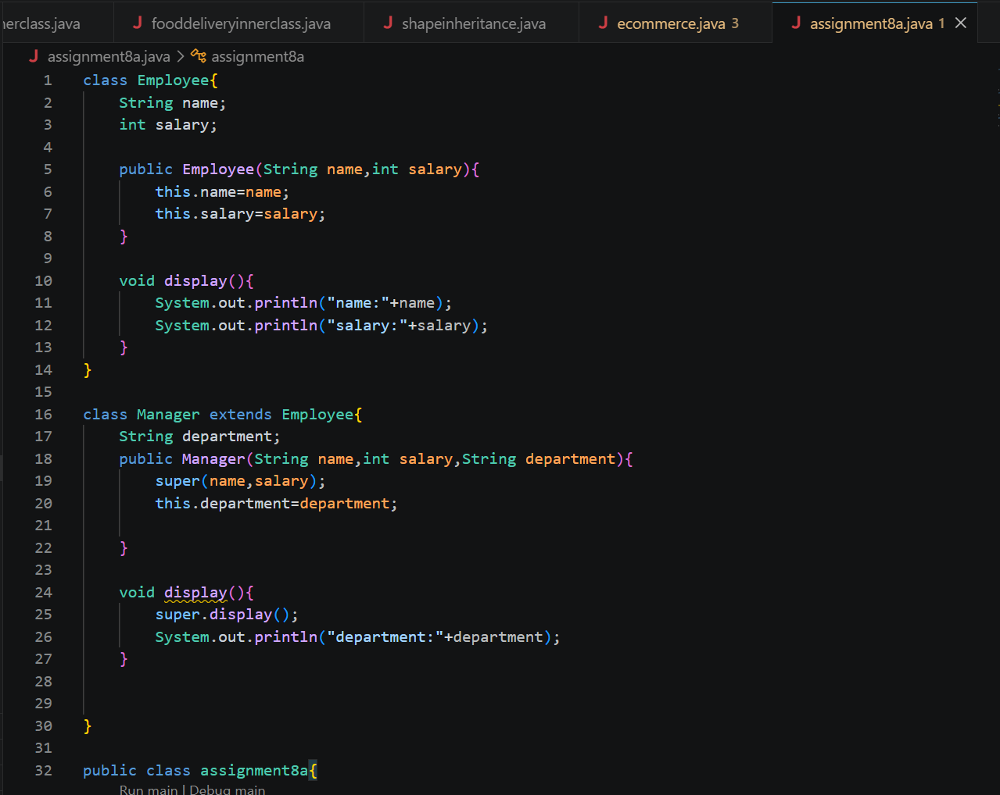 nerclass.java
J fooddeliveryinnerclass.java
J shapeinheritance.java
J ecommerce.java 3
J assignment8a.java 1
J assignment8a.java > assignment8a
1 class Employee{
2 String name;
3 int salary;
4
5 public Employee(String name,int salary){
6 this.name=name;
7 this.salary=salary;
8 }
9
10 void display(){
11 System.out.println("name:"+name);
12 System.out.println("salary:"+salary);
13 }
14 }
15
16 class Manager extends Employee{
17 String department;
18 public Manager(String name,int salary,String department){
19 super(name,salary);
20 this.department=department;
21
22 }
23
24 void display(){
25 super.display();
26 System.out.println("department:"+department);
27 }
28
29
30 }
31
32 public class assignment8a{
Run main | Debug main